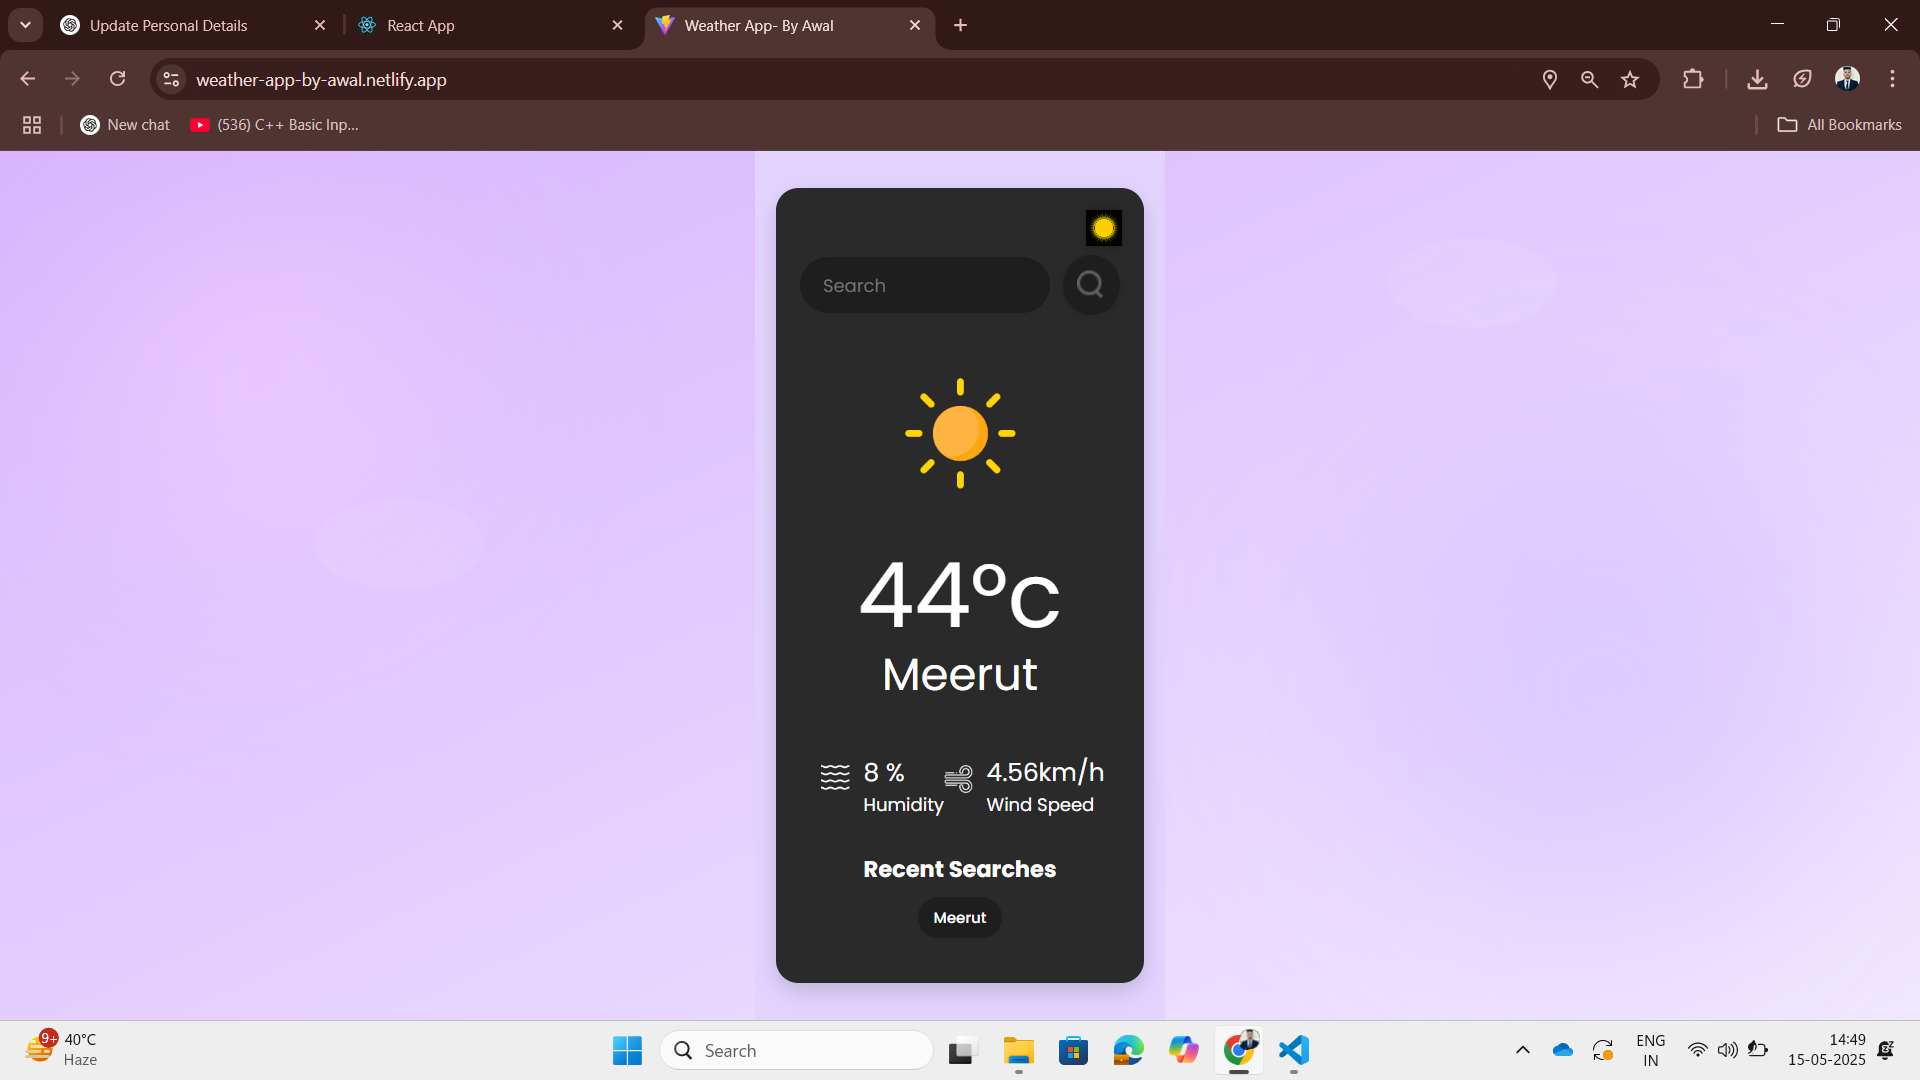 Update Personal Details
React App
Weather App- By Awal
weather-app-by-awal.netlify.app
New chat
(536) C++ Basic Inp...
All Bookmarks
Search
44°c
Meerut
8 %
Humidity
4.56km/h
Wind Speed
Recent Searches
Meerut
9+
40°C
Haze
Search
ENG
IN
14:49
15-05-2025